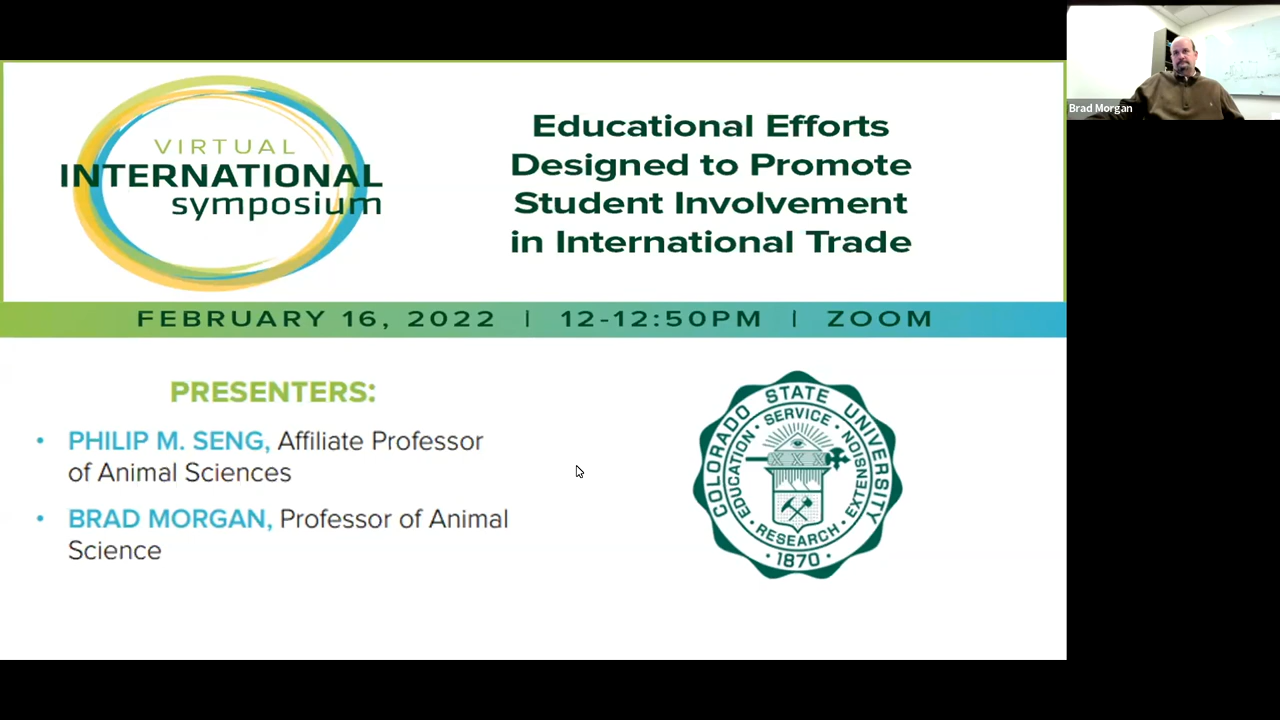 Brad Morgan
VIRTUAL
INTERNATIONAL
symposium
Educational Efforts
Designed to Promote
Student Involvement
in International Trade
FEBRUARY 16, 2022 | 12-12:50PM | ZOOM
PRESENTERS:
• PHILIP M. SENG, Affiliate Professor
of Animal Sciences
• BRAD MORGAN, Professor of Animal
Science
COLORADO STATE UNIVERSITY
EDUCATION · SERVICE · EXTENSION
· RESEARCH ·
· 1870 ·